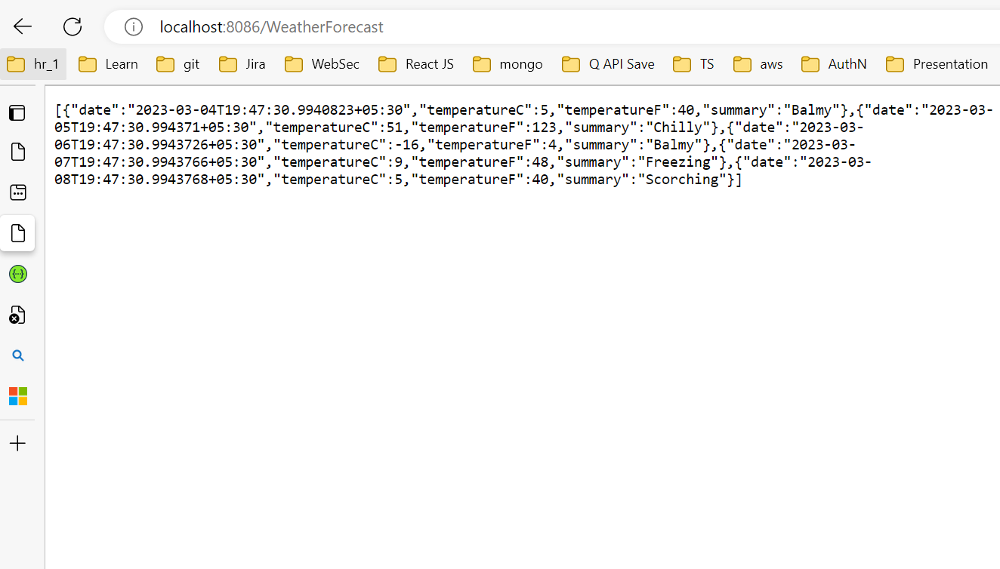 localhost:8086/WeatherForecast
hr_1 Learn git Jira WebSec React JS mongo Q API Save TS aws AuthN Presentation
[{"date":"2023-03-04T19:47:30.9940823+05:30","temperatureC":5,"temperatureF":40,"summary":"Balmy"},{"date":"2023-03-
05T19:47:30.994371+05:30","temperatureC":51,"temperatureF":123,"summary":"Chilly"},{"date":"2023-03-
06T19:47:30.9943726+05:30","temperatureC":-16,"temperatureF":4,"summary":"Balmy"},{"date":"2023-03-
07T19:47:30.9943766+05:30","temperatureC":9,"temperatureF":48,"summary":"Freezing"},{"date":"2023-03-
08T19:47:30.9943768+05:30","temperatureC":5,"temperatureF":40,"summary":"Scorching"}]